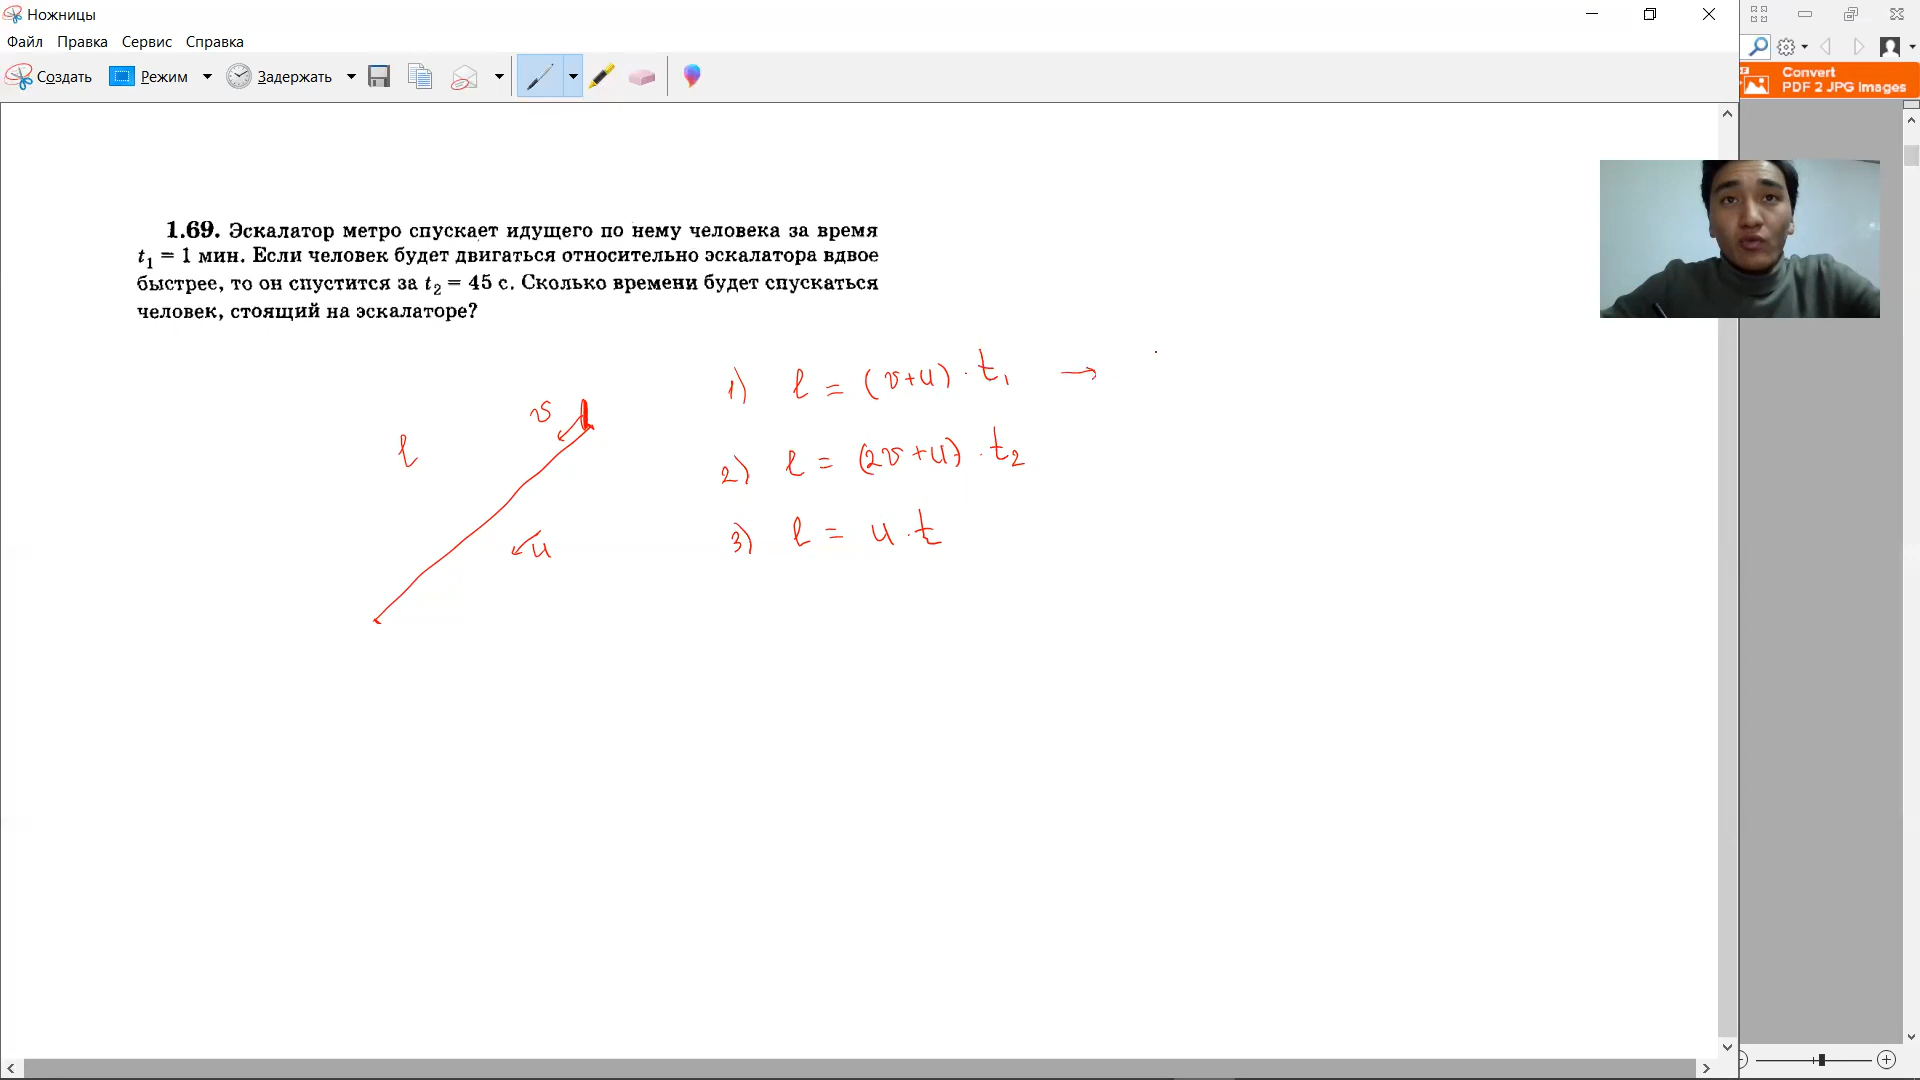 Ножницы
Файл Правка Сервис Справка
Создать Режим Задержать
Convert
PDF 2 JPG Images
1.69. Эскалатор метро спускает идущего по нему человека за время
t₁ = 1 мин. Если человек будет двигаться относительно эскалатора вдвое
быстрее, то он спустится за t₂ = 45 с. Сколько времени будет спускаться
человек, стоящий на эскалаторе?
1) l = (v+u) · t₁ →
v
l
2) l = (2v+u) · t₂
3) l = u · t
u